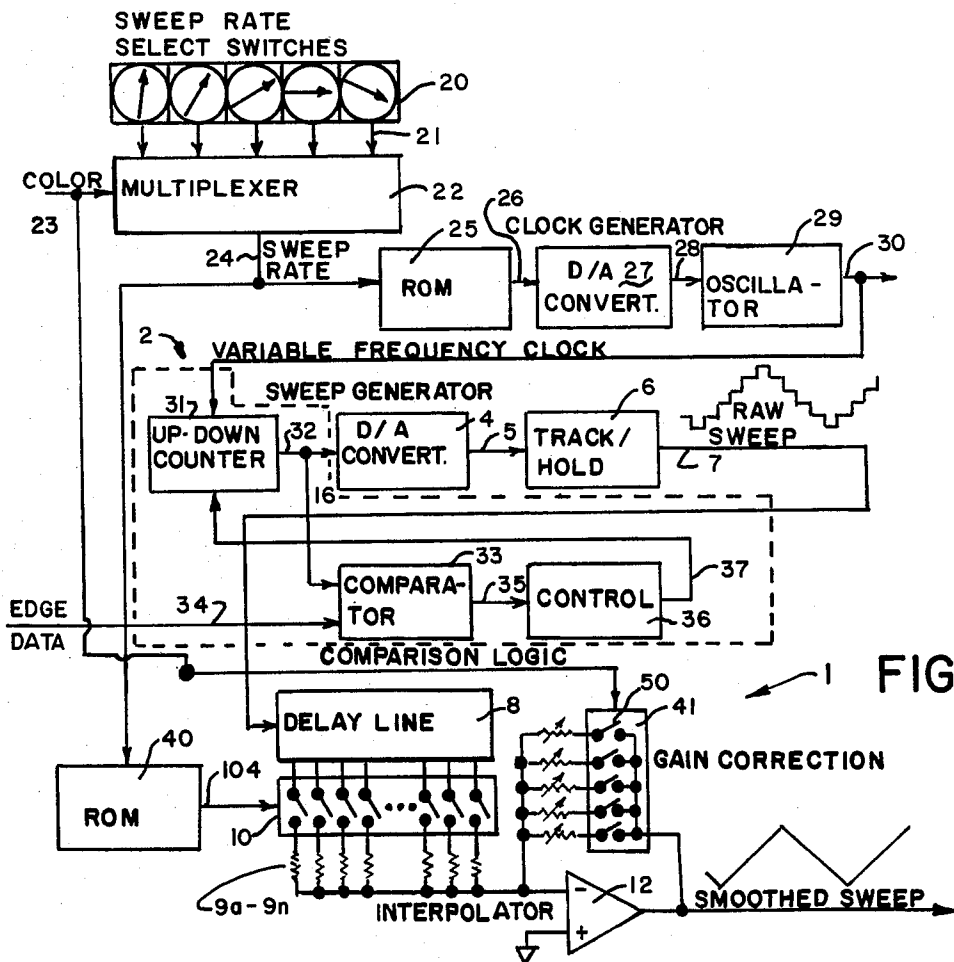 SWEEP RATE
SELECT SWITCHES
20
21
COLOR
MULTIPLEXER
22
23
24
SWEEP
RATE
25
ROM
26
CLOCK GENERATOR
D/A 27
CONVERT.
28
29
OSCILLA-
TOR
30
2
VARIABLE FREQUENCY CLOCK
SWEEP GENERATOR
31
UP-DOWN
COUNTER
32
16
4
D/A
CONVERT.
5
6
TRACK/
HOLD
RAW
SWEEP
7
33
COMPARA-
TOR
35
CONTROL
36
37
EDGE
DATA
34
COMPARISON LOGIC
1
FIG
DELAY LINE
8
50
41
GAIN CORRECTION
40
ROM
104
10
9a-9n
INTERPOLATOR
-
+
12
SMOOTHED SWEEP